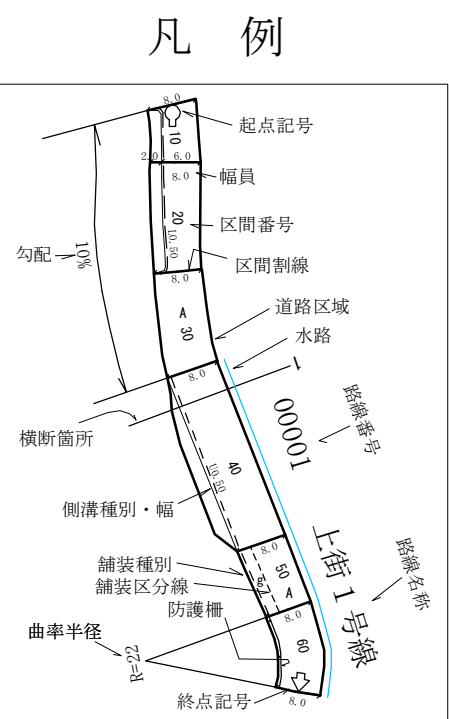 凡 例
8.0
起点記号
10
2.0 6.0
8.0
幅員
20
区間番号
L0.50
勾配
10%
区間割線
8.0
道路区域
A
30
水路
8.0
1
横断箇所
00001
路線番号
40
U0.50
側溝種別・幅
8.0
上街1号線
路線名称
舗装種別
50
g
A
舗装区分線
防護柵
60
曲率半径
R=22
終点記号
8.0